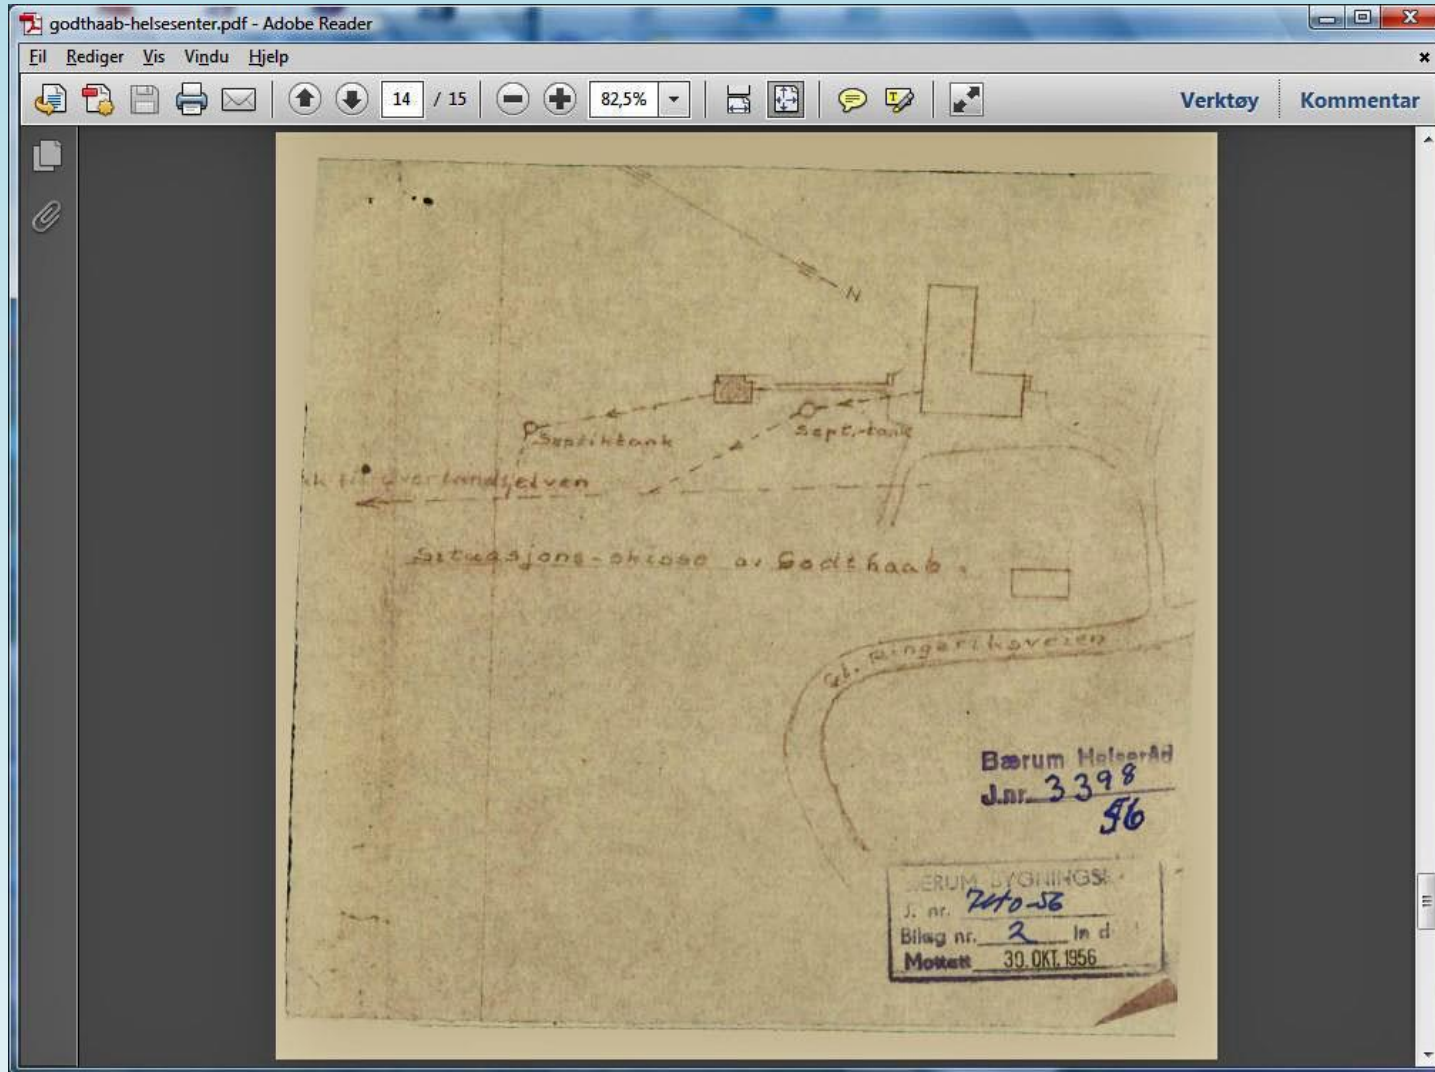 godthaab-helsesenter.pdf - Adobe Reader
Fil Rediger Vis Vindu Hjelp
14 / 15 82,5% Verktøy Kommentar
N
Septiktank
Sept.-tank
til Øverlandselven
Situasjons-skisse av Godthaab.
Gl. Ringeriksveien
Bærum Helseråd
J.nr. 3398
56
BÆRUM BYGNINGS
J. nr. 740-56
Bilag nr. 2
Mottatt 30. OKT. 1956